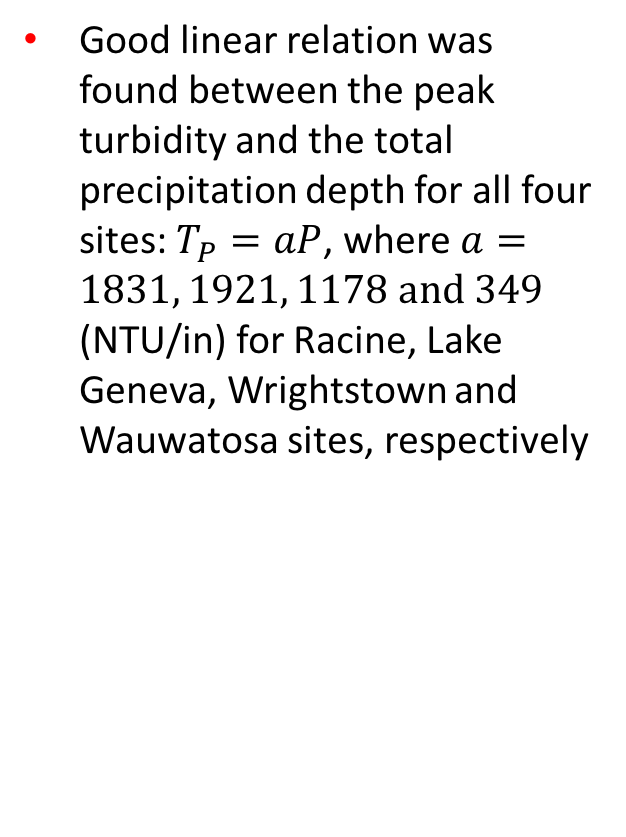 • Good linear relation was
found between the peak
turbidity and the total
precipitation depth for all four
sites: T_P = aP, where a =
1831, 1921, 1178 and 349
(NTU/in) for Racine, Lake
Geneva, Wrightstown and
Wauwatosa sites, respectively